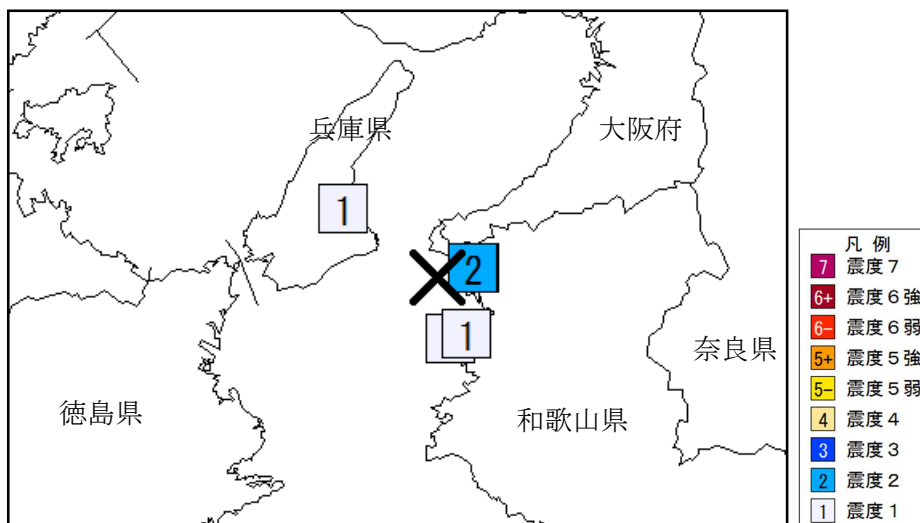 兵庫県
大阪府
1
2
1
奈良県
徳島県
和歌山県
凡 例
7 震度7
6+ 震度6強
6- 震度6弱
5+ 震度5強
5- 震度5弱
4 震度4
3 震度3
2 震度2
1 震度1